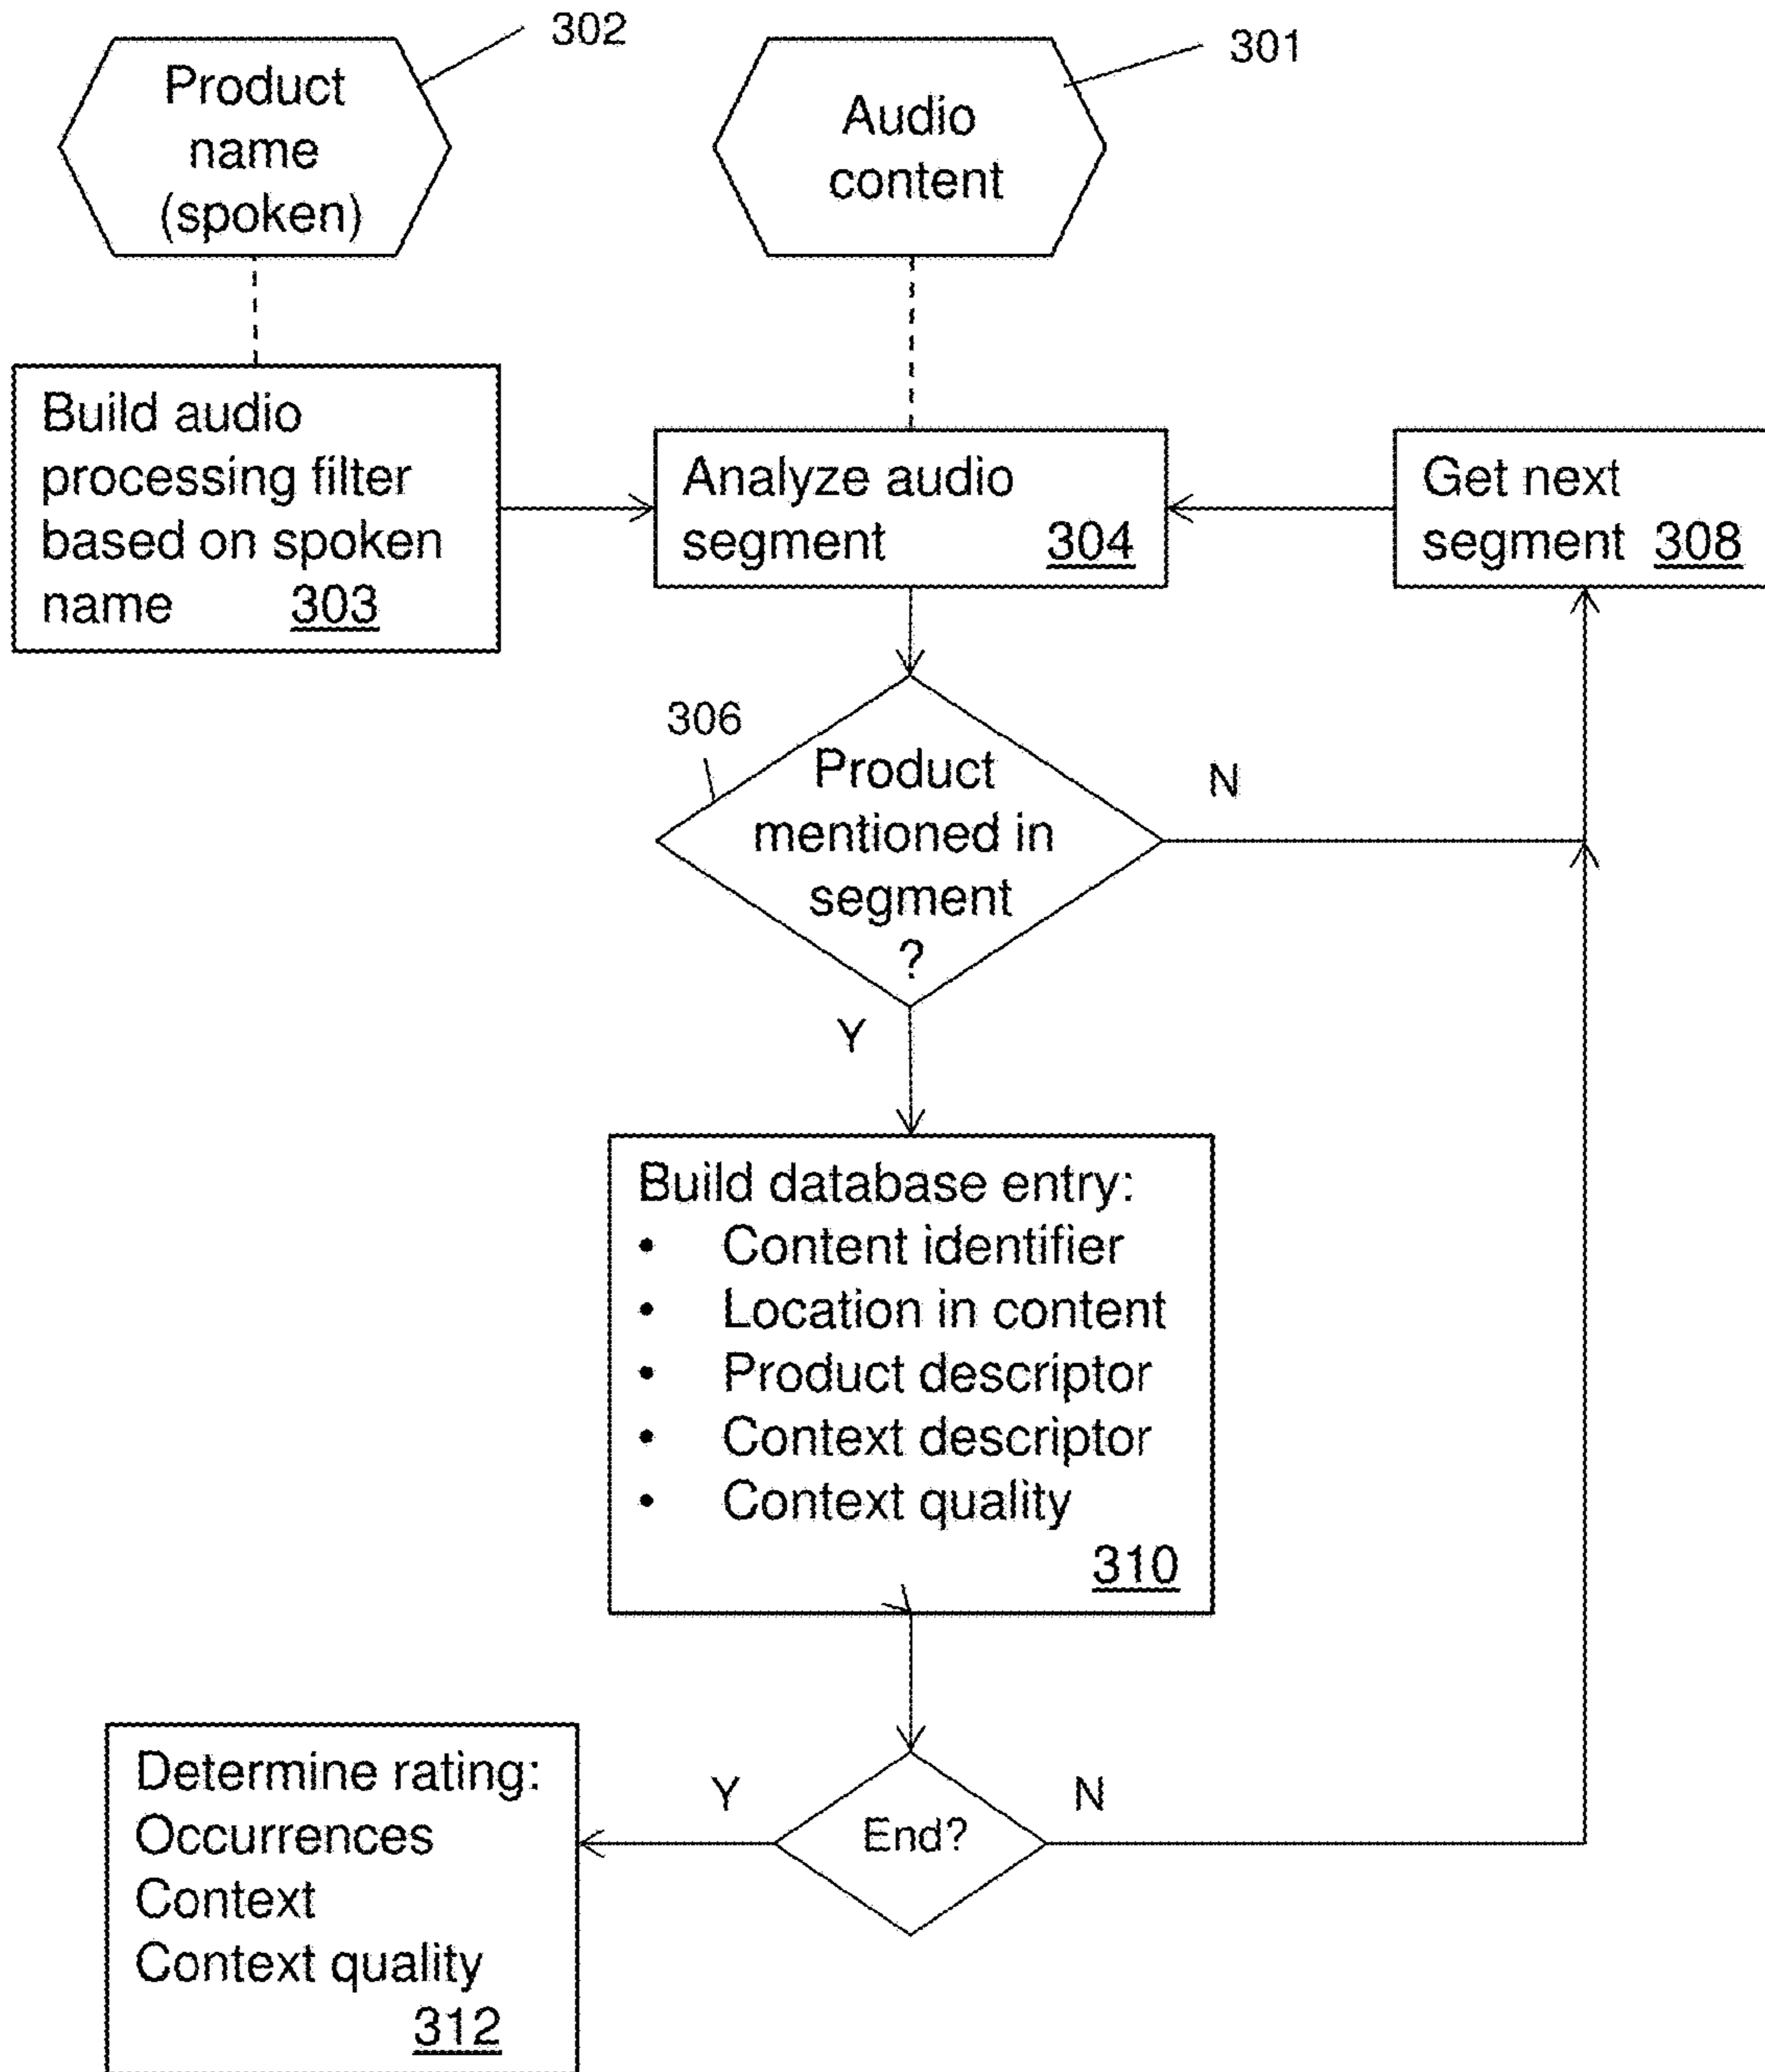 302
Product
name
(spoken)
301
Audio
content
Build audio
processing filter
based on spoken
name 303
Analyze audio
segment 304
Get next
segment 308
306
Product
mentioned in
segment
?
N
Y
Build database entry:
• Content identifier
• Location in content
• Product descriptor
• Context descriptor
• Context quality
310
Determine rating:
Occurrences
Context
Context quality
312
Y
End?
N